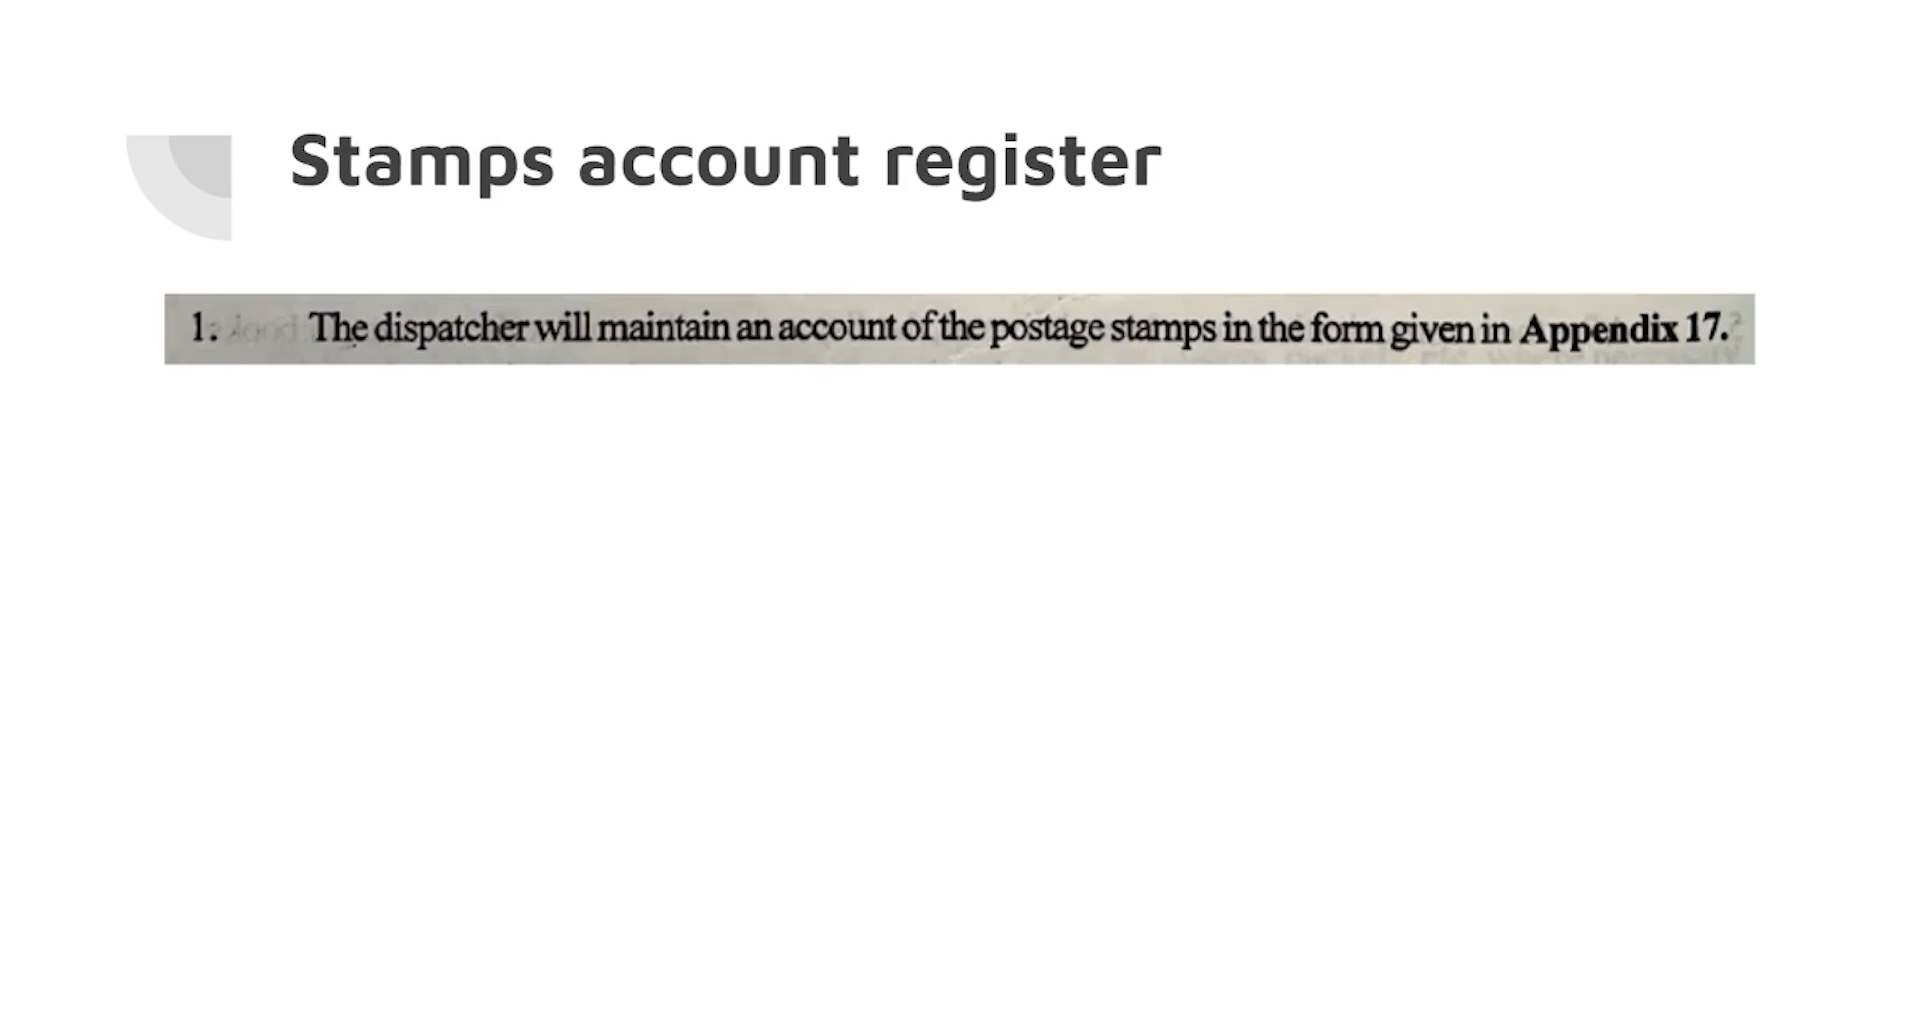 Stamps account register
1. The dispatcher will maintain an account of the postage stamps in the form given in Appendix 17.